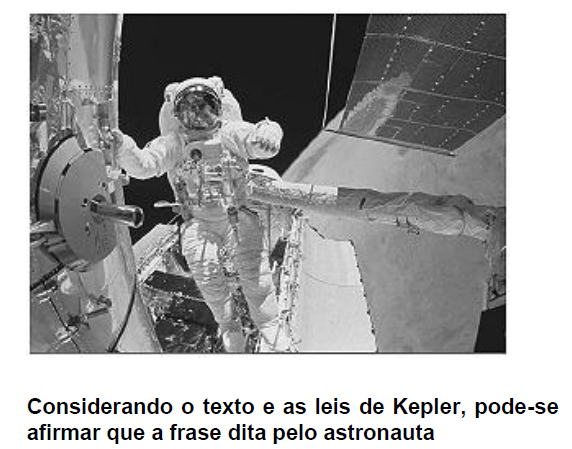 Considerando o texto e as leis de Kepler, pode-se
afirmar que a frase dita pelo astronauta